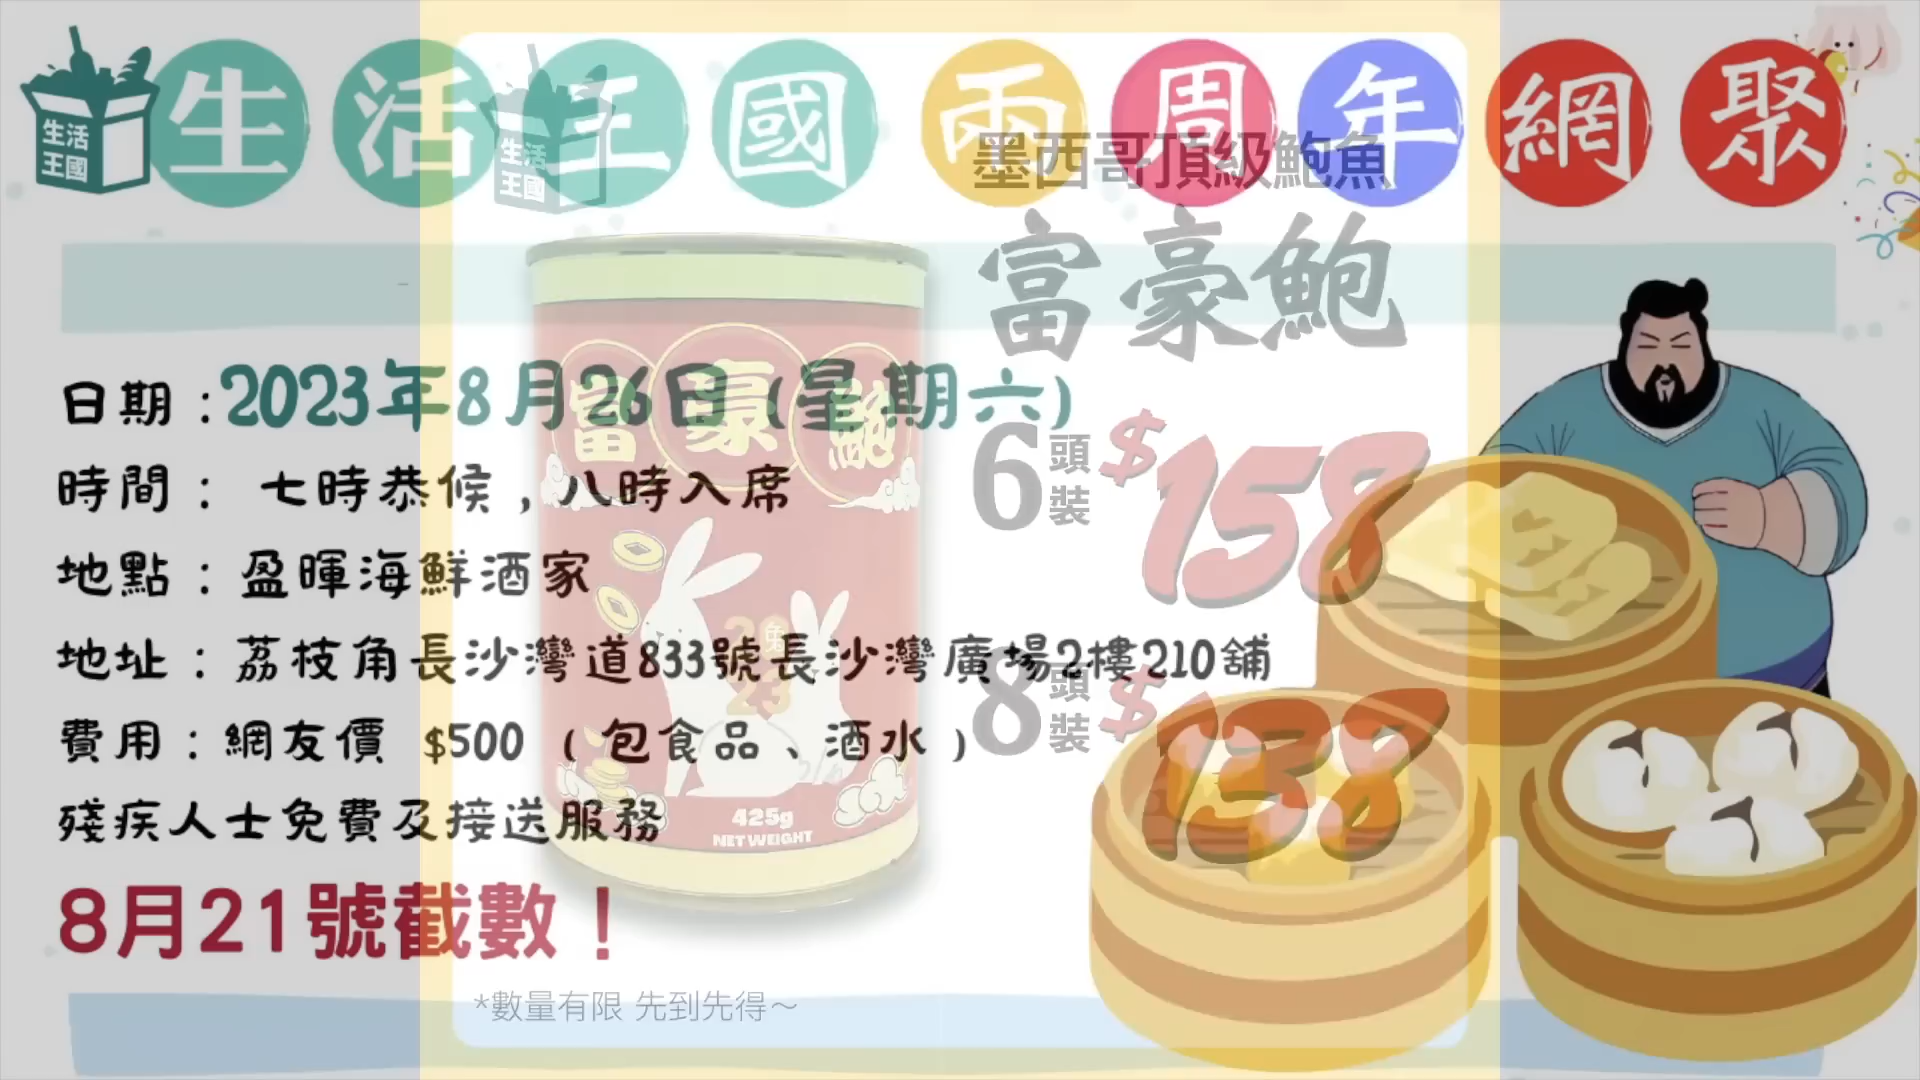 生活王國 兩周年網聚
生活
王國
生活
王國
墨西哥頂級鮑魚
富豪鮑
富豪鮑
日期：2023年8月26日（星期六）
6頭裝 $158
時間： 七時恭候，八時入席
地點：盈暉海鮮酒家
2023
兔
地址：荔枝角長沙灣道833號長沙灣廣場2樓210舖
8頭裝 $138
費用：網友價 $500（包食品、酒水）
殘疾人士免費及接送服務
425g
NET WEIGHT
8月21號截數！
*數量有限 先到先得～